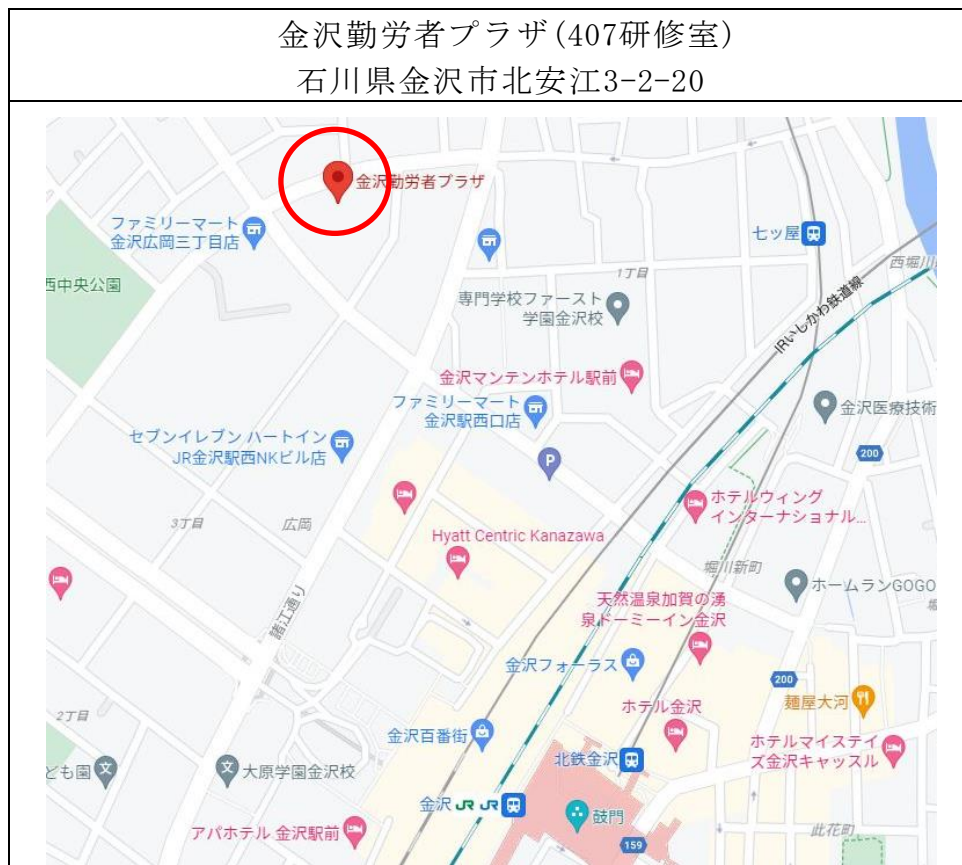 金沢勤労者プラザ(407研修室)
石川県金沢市北安江3-2-20
金沢勤労者プラザ
ファミリーマート
金沢広岡三丁目店
七ッ屋
西中央公園
1丁目
西堀川
専門学校ファースト
学園金沢校
IRいしかわ鉄道線
金沢マンテンホテル駅前
ファミリーマート
金沢駅西口店
金沢医療技術
セブンイレブン ハートイン
JR金沢駅西NKビル店
200
P
ホテルウィング
インターナショナル...
3丁目
広岡
Hyatt Centric Kanazawa
堀川新町
ホームランGOGO
天然温泉加賀の湧
泉ドーミーイン金沢
諸江通り
金沢フォーラス
200
麺屋大河
ホテル金沢
2丁目
金沢百番街
北鉄金沢
ホテルマイステイ
ズ金沢キャッスル
ども園
文
文
大原学園金沢校
金沢 JR JR
鼓門
アパホテル 金沢駅前
159
此花町